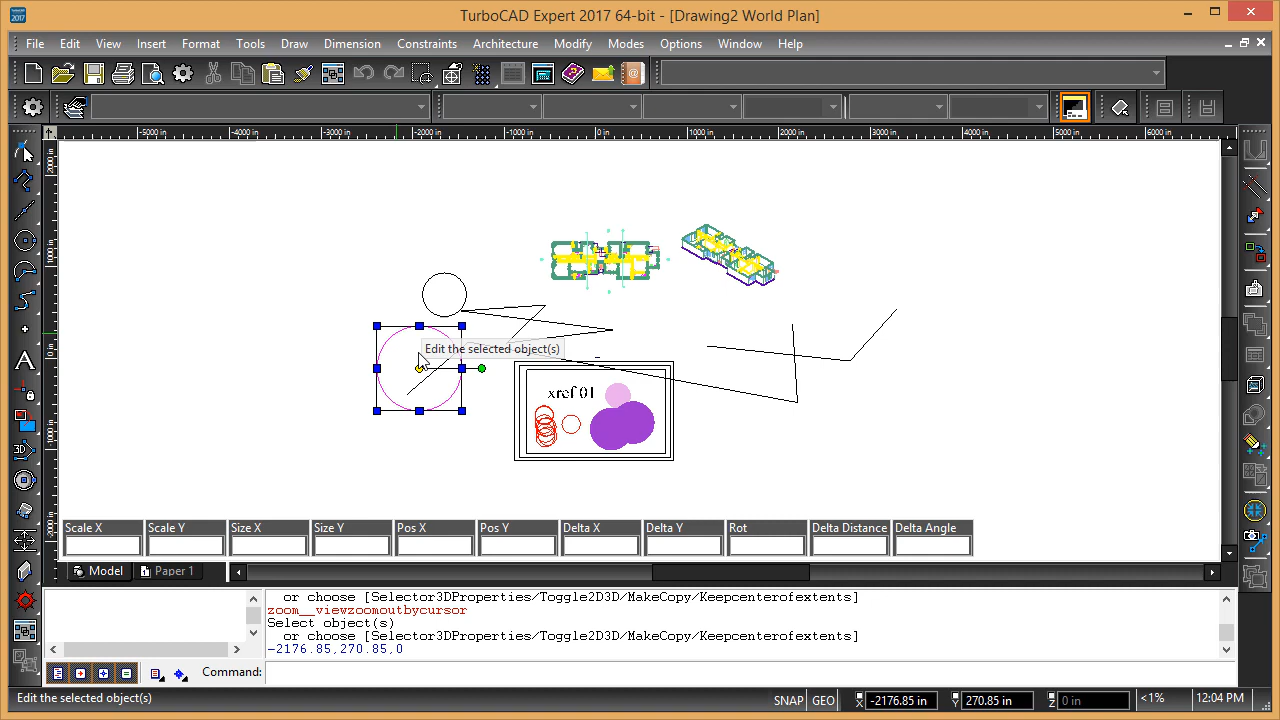 TurboCAD Expert 2017 64-bit - [Drawing2 World Plan]
File Edit View Insert Format Tools Draw Dimension Constraints Architecture Modify Modes Options Window Help
-5000 in -4000 in -3000 in -2000 in -1000 in 0 in 1000 in 2000 in 3000 in 4000 in 5000 in 6000 in
Edit the selected object(s)
xref 01
Scale X Scale Y Size X Size Y Pos X Pos Y Delta X Delta Y Rot Delta Distance Delta Angle
Model Paper 1
or choose [Selector3DProperties/Toggle2D3D/MakeCopy/Keepcenterofextents]
zoom__viewzoomoutbycursor
Select object(s)
or choose [Selector3DProperties/Toggle2D3D/MakeCopy/Keepcenterofextents]
-2176.85,270.85,0
Command:
Edit the selected object(s) SNAP GEO X -2176.85 in Y 270.85 in Z 0 in <1% 12:04 PM